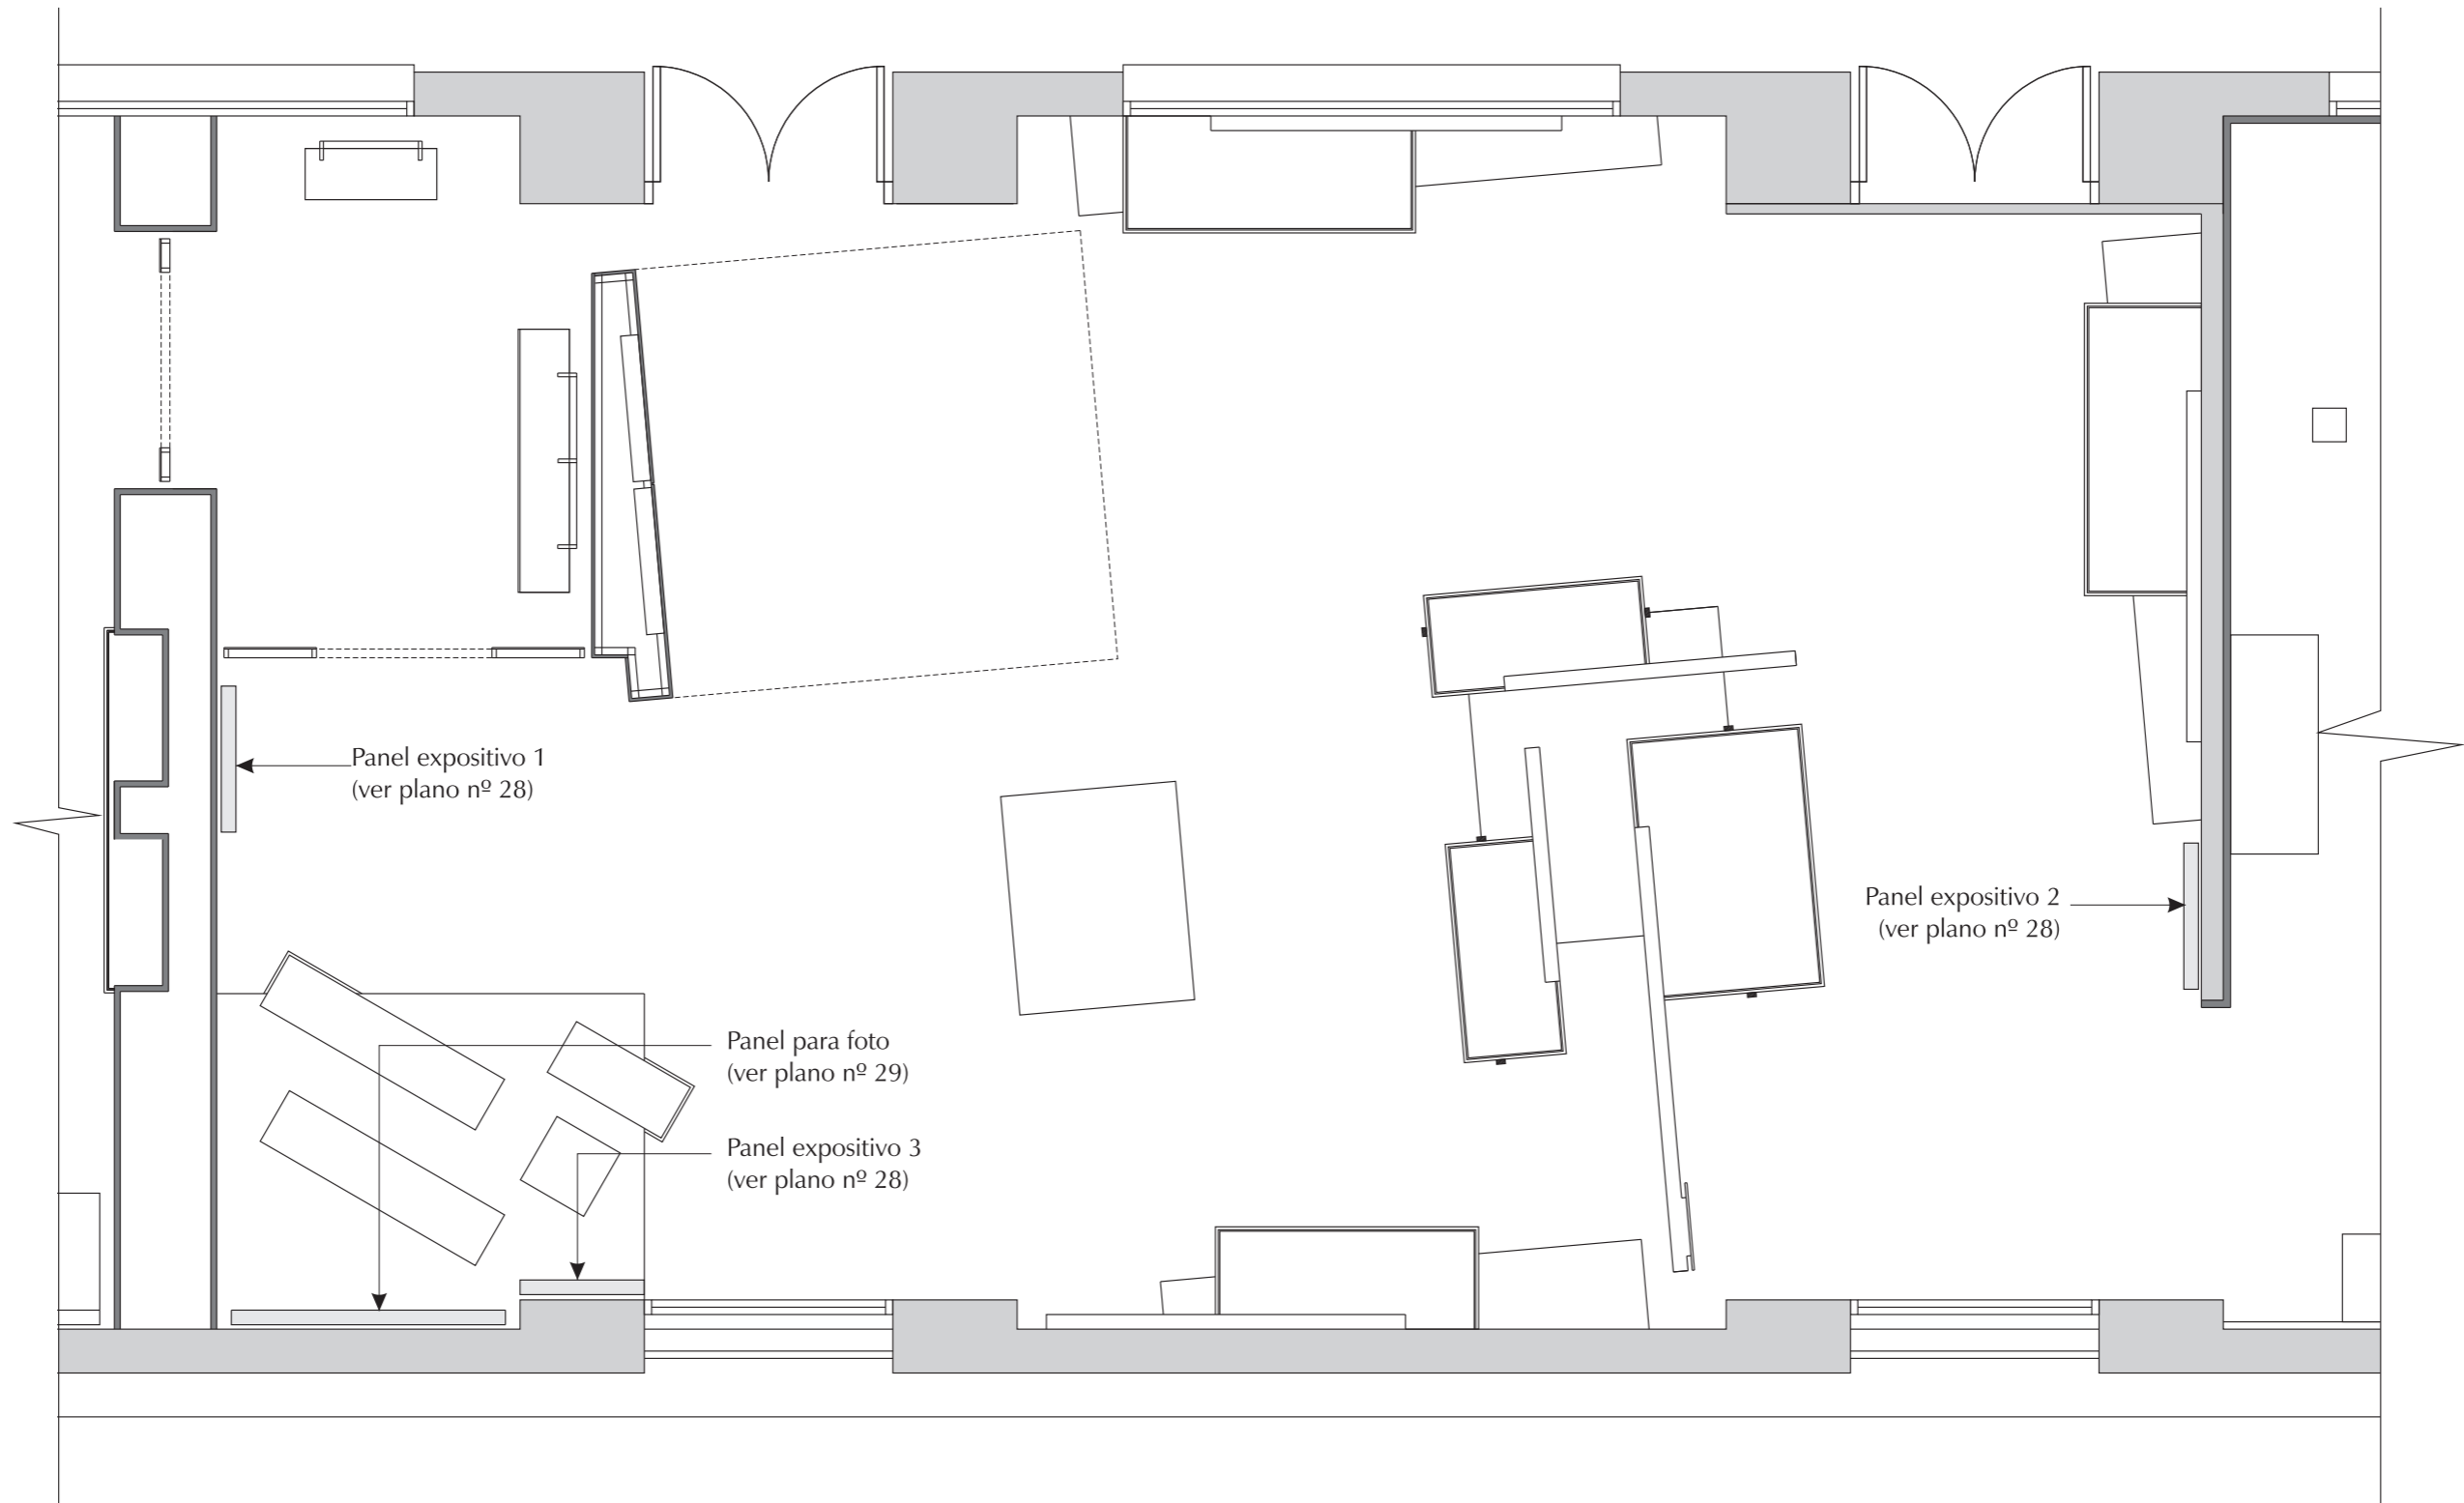 Panel expositivo 1
(ver plano nº 28)
Panel expositivo 2
(ver plano nº 28)
Panel para foto
(ver plano nº 29)
Panel expositivo 3
(ver plano nº 28)